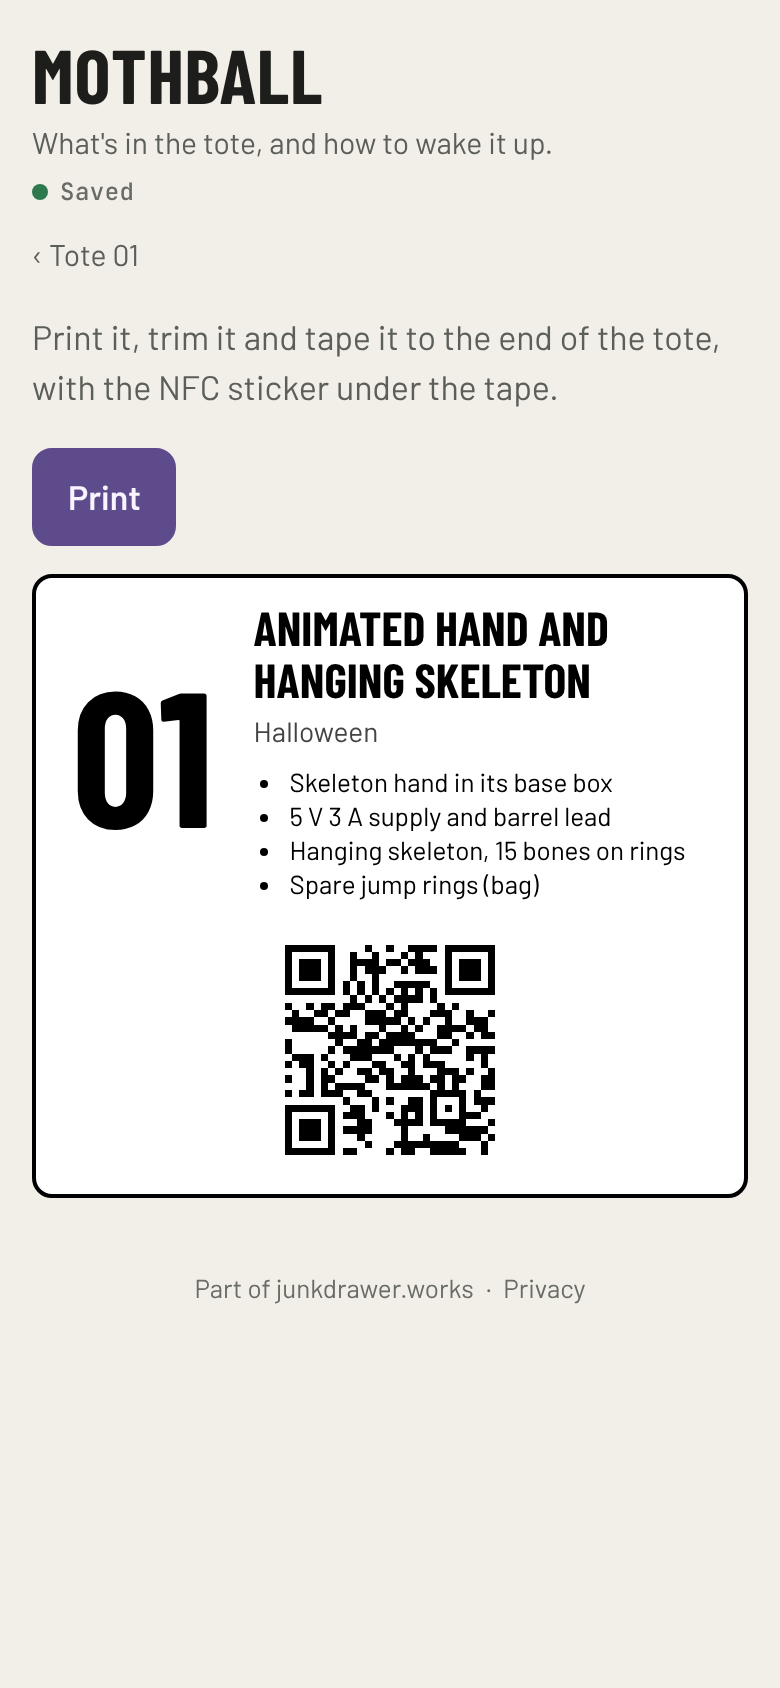 MOTHBALL
What's in the tote, and how to wake it up.
Saved
‹ Tote 01
Print it, trim it and tape it to the end of the tote,
with the NFC sticker under the tape.
Print
01
ANIMATED HAND AND
HANGING SKELETON
Halloween
• Skeleton hand in its base box
• 5 V 3 A supply and barrel lead
• Hanging skeleton, 15 bones on rings
• Spare jump rings (bag)
Part of junkdrawer.works · Privacy